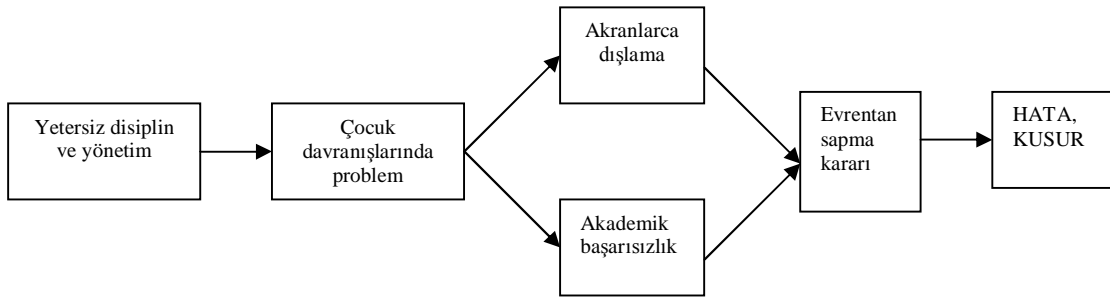 Yetersiz disiplin
ve yönetim
Çocuk
davranışlarında
problem
Akranlarca
dışlama
Akademik
başarısızlık
Evrentan
sapma
kararı
HATA,
KUSUR